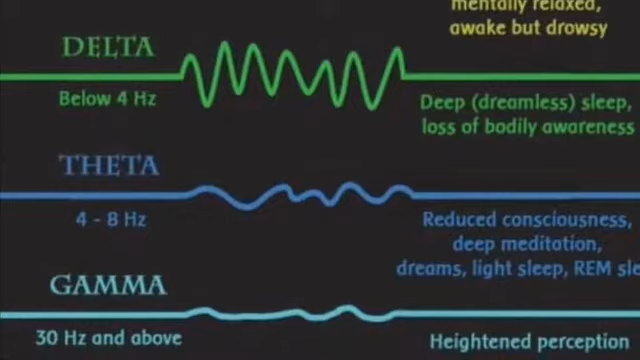 mentally relaxed,
awake but drowsy
DELTA
Below 4 Hz
Deep (dreamless) sleep,
loss of bodily awareness
THETA
4 - 8 Hz
Reduced consciousness,
deep meditation,
dreams, light sleep, REM sle
GAMMA
30 Hz and above
Heightened perception